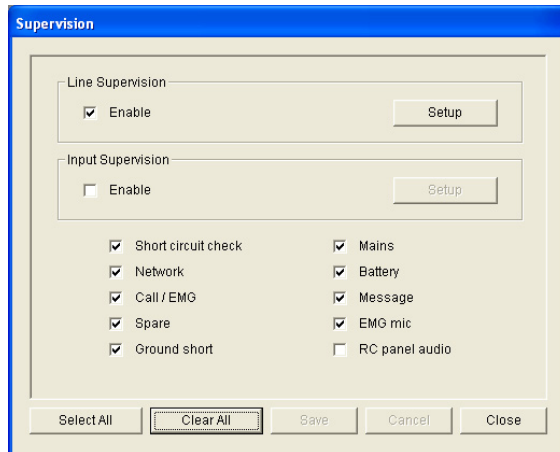 Supervision
Line Supervision
Enable
Setup
Input Supervision
Enable
Setup
Short circuit check
Mains
Network
Battery
Call / EMG
Message
Spare
EMG mic
Ground short
RC panel audio
Select All
Clear All
Save
Cancel
Close